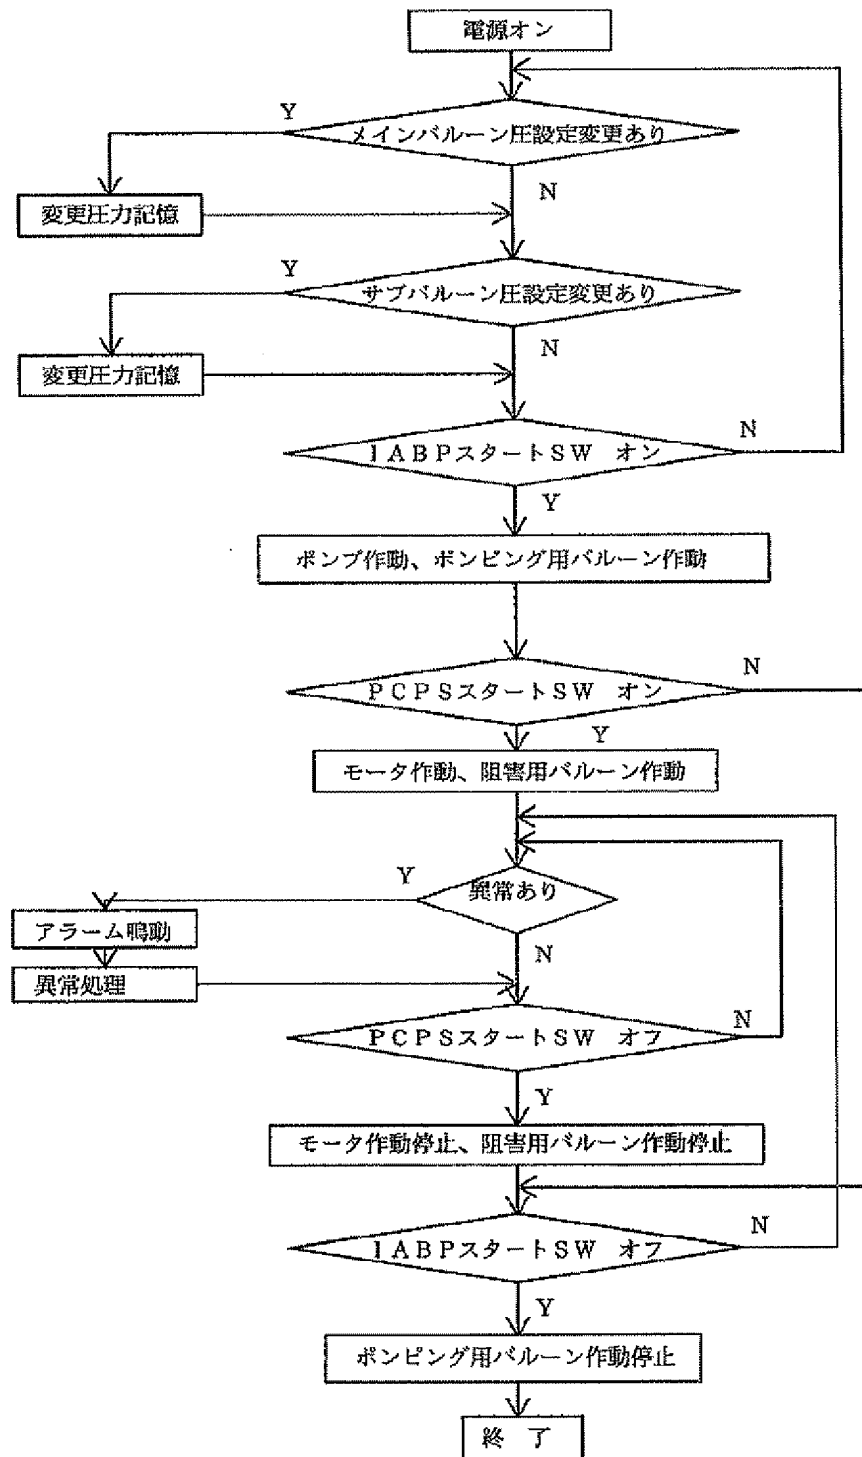 電源オン
Y
メインバルーン圧設定変更あり
N
変更圧力記憶
Y
サブバルーン圧設定変更あり
N
変更圧力記憶
N
IABPスタートSW オン
Y
ポンプ作動、ポンピング用バルーン作動
N
PCPSスタートSW オン
Y
モータ作動、阻害用バルーン作動
Y
異常あり
アラーム鳴動
N
異常処理
N
PCPSスタートSW オフ
Y
モータ作動停止、阻害用バルーン作動停止
N
IABPスタートSW オフ
Y
ポンピング用バルーン作動停止
終 了